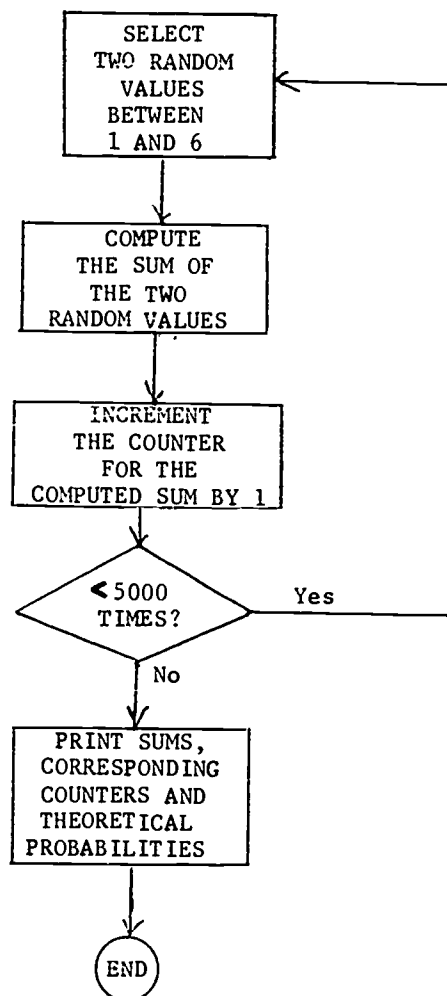 SELECT
TWO RANDOM
VALUES
BETWEEN
1 AND 6
COMPUTE
THE SUM OF
THE TWO
RANDOM VALUES
INCREMENT
THE COUNTER
FOR THE
COMPUTED SUM BY 1
<5000
TIMES?
Yes
No
PRINT SUMS,
CORRESPONDING
COUNTERS AND
THEORETICAL
PROBABILITIES
END